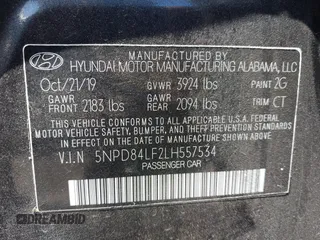 MANUFACTURED BY
HYUNDAI MOTOR MANUFACTURING ALABAMA, LLC
Oct/21/19 GVWR 3924 lbs PAINT 2G
GAWR FRONT 2183 lbs GAWR REAR 2094 lbs TRIM CT
THIS VEHICLE CONFORMS TO ALL APPLICABLE U.S. FEDERAL
MOTOR VEHICLE SAFETY, BUMPER, AND THEFT PREVENTION STANDARDS
IN EFFECT ON THE DATE OF MANUFACTURE SHOWN ABOVE.
V.I.N 5NPD84LF2LH557534
PASSENGER CAR
DREAMBID